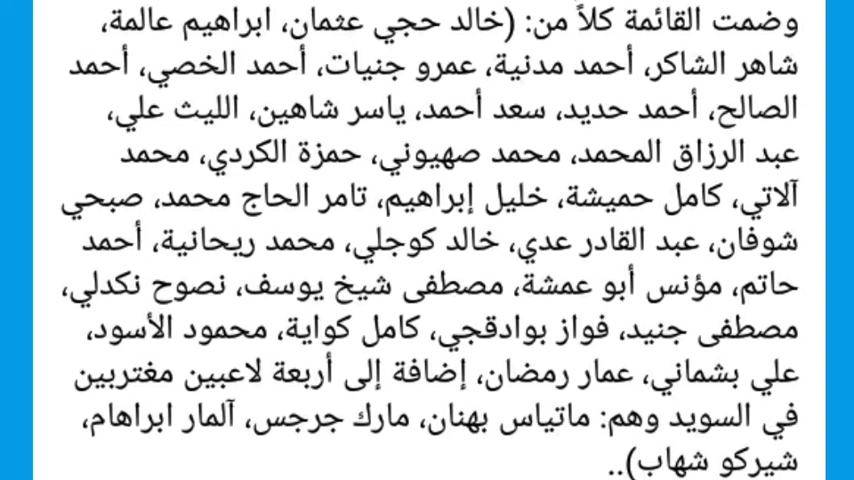 وضمت القائمة كلاً من: (خالد حجي عثمان، ابراهيم عالمة،
شاهر الشاكر، أحمد مدنية، عمرو جنيات، أحمد الخصي، أحمد
الصالح، أحمد حديد، سعد أحمد، ياسر شاهين، الليث علي،
عبد الرزاق المحمد، محمد صهيوني، حمزة الكردي، محمد
آلاتي، كامل حميشة، خليل إبراهيم، تامر الحاج محمد، صبحي
شوفان، عبد القادر عدي، خالد كوجلي، محمد ريحانية، أحمد
حاتم، مؤنس أبو عمشة، مصطفى شيخ يوسف، نصوح نكدلي،
مصطفى جنيد، فواز بوادقجي، كامل كواية، محمود الأسود،
علي بشماني، عمار رمضان، إضافة إلى أربعة لاعبين مغتربين
في السويد وهم: ماتياس بهنان، مارك جرجس، آلمار ابراهام،
شيركو شهاب)..